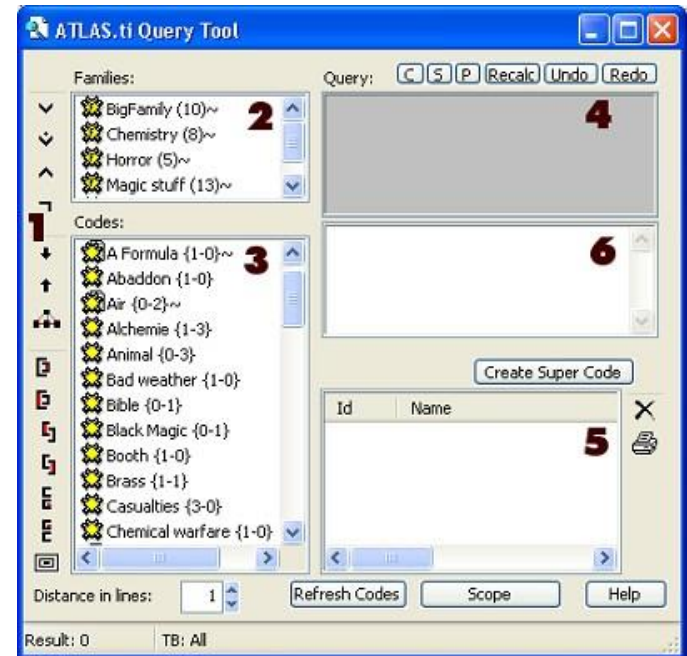 ATLAS.ti Query Tool
Families:
BigFamily (10)~
Chemistry (8)~
Horror (5)~
Magic stuff (13)~
2
1
Codes:
A Formula {1-0}~
Abaddon {1-0}
Air {0-2}~
Alchemie {1-3}
Animal {0-3}
Bad weather {1-0}
Bible {0-1}
Black Magic {0-1}
Booth {1-0}
Brass {1-1}
Casualties {3-0}
Chemical warfare {1-0}
3
Query: C S P Recalc Undo Redo
4
6
Create Super Code
Id Name
5
Distance in lines: 1 Refresh Codes Scope Help
Result: 0 TB: All